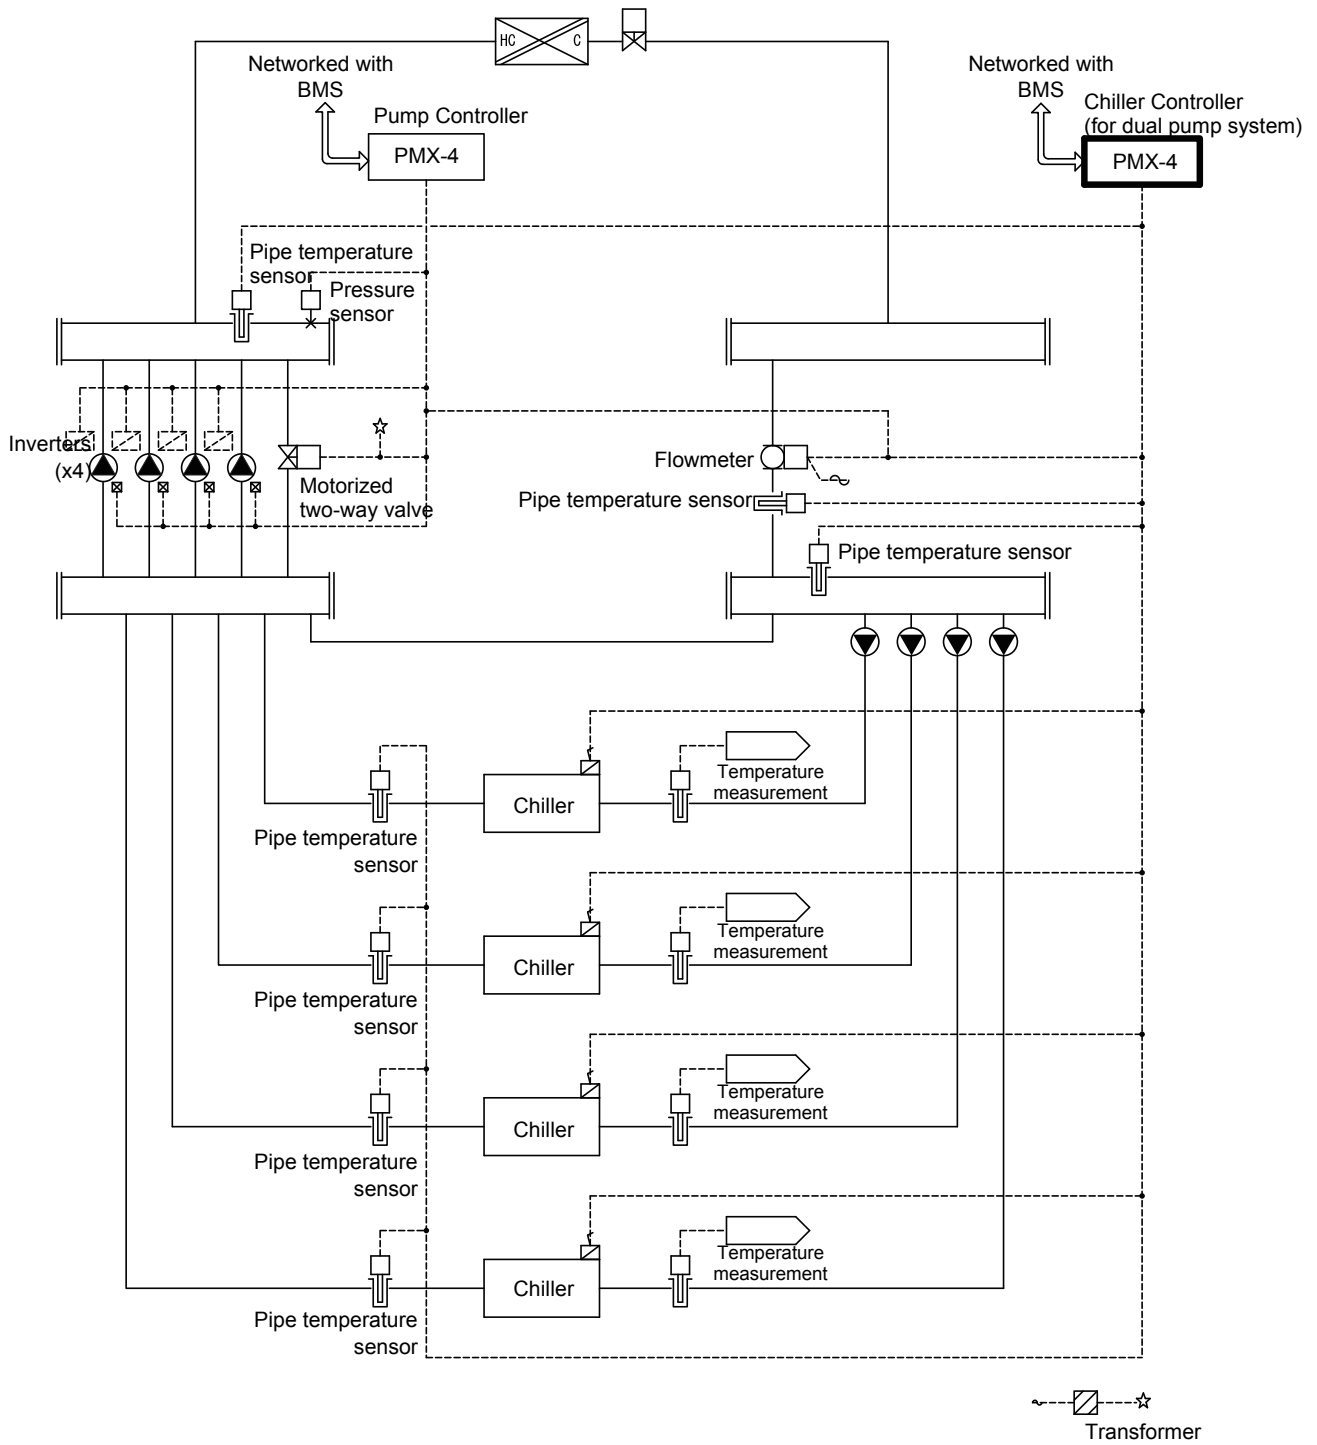 HC
C
Networked with
BMS
Pump Controller
PMX-4
Networked with
BMS
Chiller Controller
(for dual pump system)
PMX-4
Pipe temperature
sensor
Pressure
sensor
Inverters
(x4)
Motorized
two-way valve
Flowmeter
Pipe temperature sensor
Pipe temperature sensor
Chiller
Temperature
measurement
Pipe temperature
sensor
Chiller
Temperature
measurement
Pipe temperature
sensor
Chiller
Temperature
measurement
Pipe temperature
sensor
Chiller
Temperature
measurement
Pipe temperature
sensor
Transformer